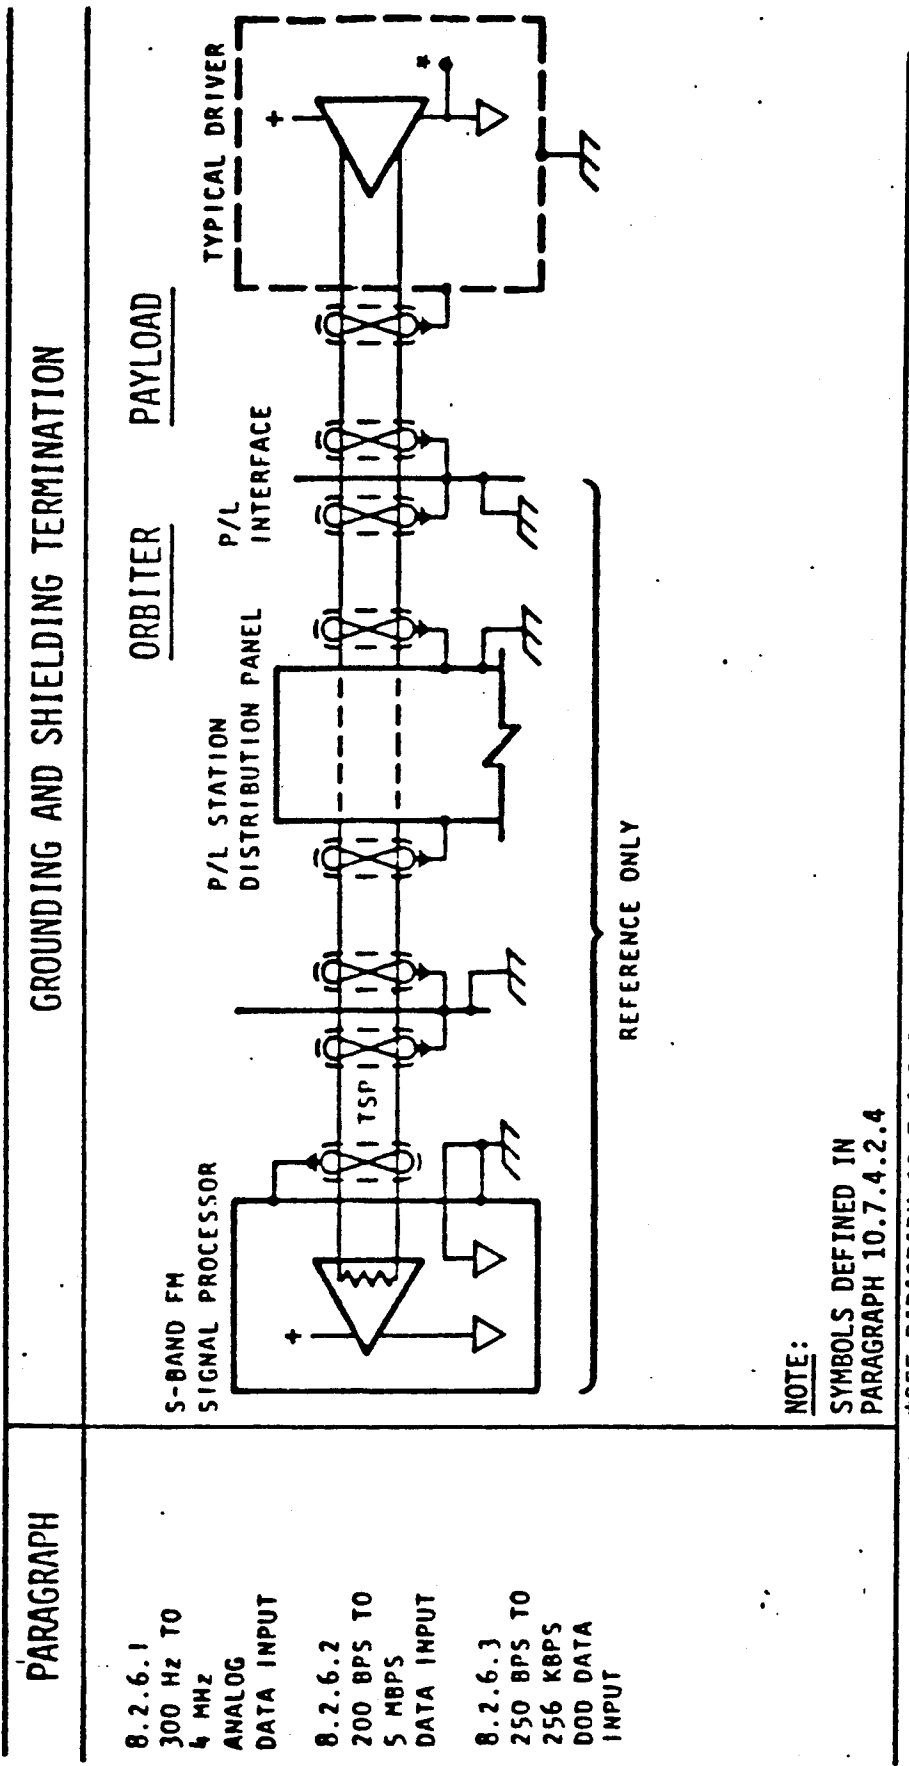 PARAGRAPH
GROUNDING AND SHIELDING TERMINATION
8.2.6.1
300 Hz TO
4 MHz
ANALOG
DATA INPUT
8.2.6.2
200 BPS TO
5 MBPS
DATA INPUT
8.2.6.3
250 BPS TO
256 KBPS
DOD DATA
INPUT
ORBITER
PAYLOAD
S-BAND FM
SIGNAL PROCESSOR
P/L STATION
DISTRIBUTION PANEL
P/L
INTERFACE
TYPICAL DRIVER
+
TSP
+
*
REFERENCE ONLY
NOTE:
SYMBOLS DEFINED IN
PARAGRAPH 10.7.4.2.4